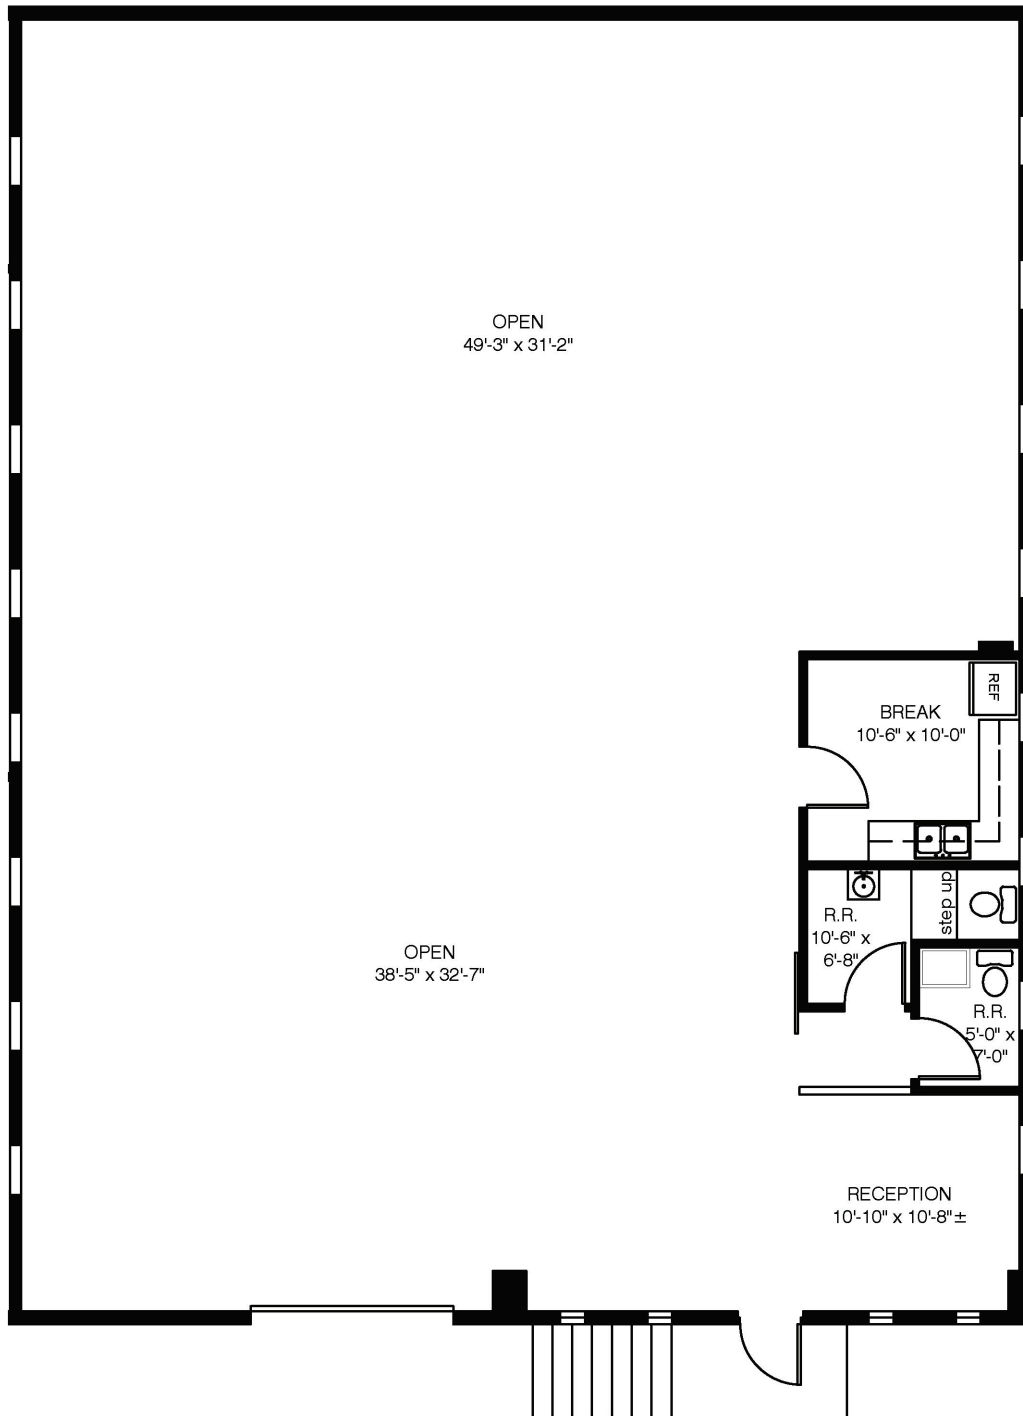 OPEN
49'-3" x 31'-2"
REF
BREAK
10'-6" x 10'-0"
step up
R.R.
10'-6" x
6'-8"
OPEN
38'-5" x 32'-7"
R.R.
5'-0" x
7'-0"
RECEPTION
10'-10" x 10'-8"±